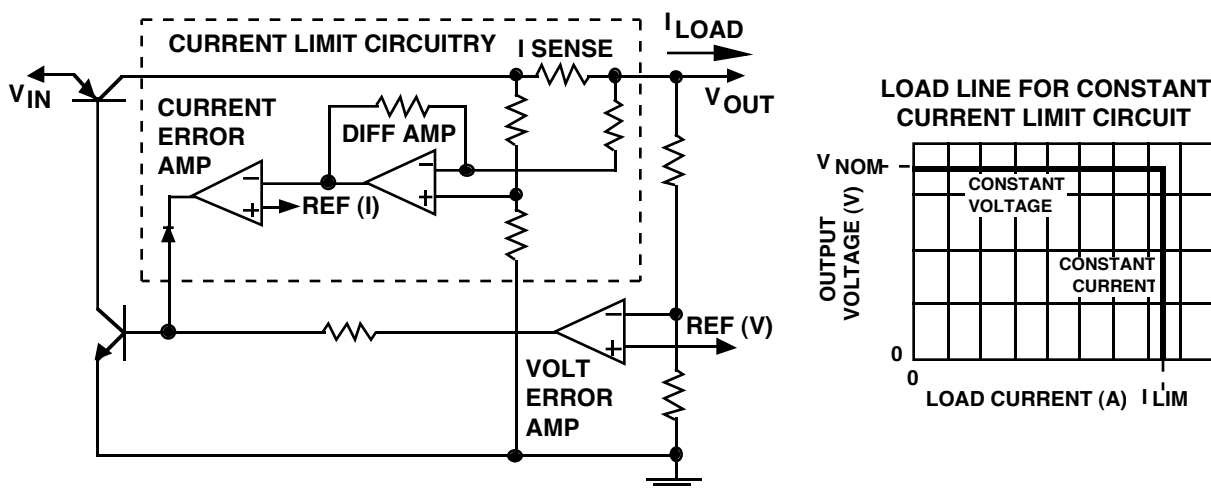 CURRENT LIMIT CIRCUITRY
I SENSE
I LOAD
V IN
V OUT
CURRENT
ERROR
AMP
DIFF AMP
−
+
−
+
REF (I)
−
+
REF (V)
VOLT
ERROR
AMP
LOAD LINE FOR CONSTANT
CURRENT LIMIT CIRCUIT
V NOM
CONSTANT
VOLTAGE
CONSTANT
CURRENT
OUTPUT
VOLTAGE (V)
0
0
LOAD CURRENT (A)
I LIM